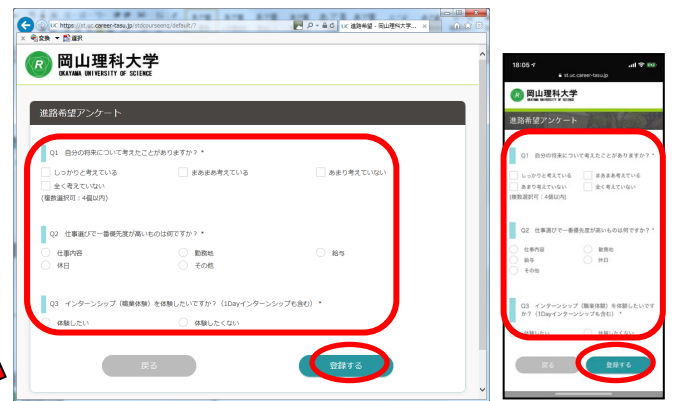 https://st.uc.career-tasu.jp/stdcourseenq/default/?
進路希望 - 岡山理科大学...
変換 選択
岡山理科大学
OKAYAMA UNIVERSITY OF SCIENCE
進路希望アンケート
Q1 自分の将来について考えたことがありますか？ *
しっかりと考えている まあまあ考えている あまり考えていない
全く考えていない
(複数選択可：4個以内)
Q2 仕事選びで一番優先度が高いものは何ですか？ *
仕事内容 勤務地 給与
休日 その他
Q3 インターンシップ（職業体験）を体験したいですか？（1Dayインターンシップも含む） *
体験したい 体験したくない
戻る 登録する
18:05
st.uc.career-tasu.jp
岡山理科大学
OKAYAMA UNIVERSITY OF SCIENCE
進路希望アンケート
Q1 自分の将来について考えたことがありますか？ *
しっかりと考えている まあまあ考えている
あまり考えていない 全く考えていない
(複数選択可：4個以内)
Q2 仕事選びで一番優先度が高いものは何ですか？ *
仕事内容 勤務地
給与 休日
その他
Q3 インターンシップ（職業体験）を体験したいです
か？（1Dayインターンシップも含む） *
体験したい 体験したくない
戻る 登録する